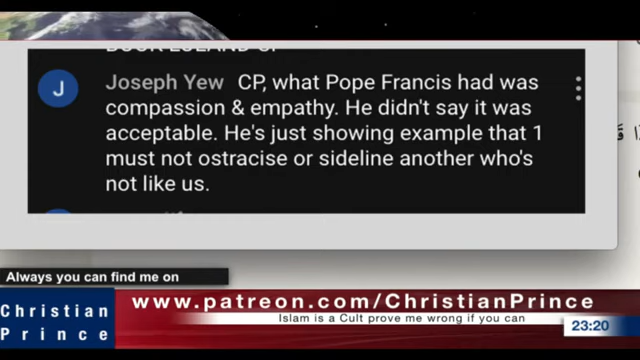 J
Joseph Yew CP, what Pope Francis had was
compassion & empathy. He didn't say it was
acceptable. He's just showing example that 1
must not ostracise or sideline another who's
not like us.
Always you can find me on
Christian
Prince
www.patreon.com/ChristianPrince
Islam is a Cult prove me wrong if you can
23:20